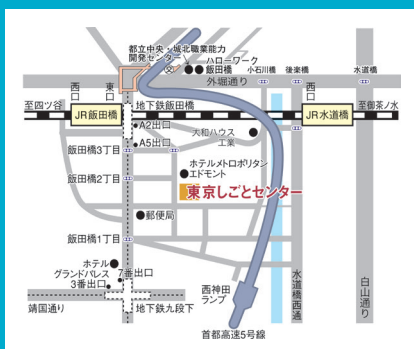 都立中央・城北職業能力
開発センター
ハローワーク
飯田橋
小石川橋
後楽橋
水道橋
外堀通り
西口
東口
西口
至四ツ谷
JR飯田橋
地下鉄飯田橋
JR水道橋
至御茶ノ水
A2出口
大和ハウス
工業
A5出口
飯田橋3丁目
ホテルメトロポリタン
エドモント
飯田橋2丁目
東京しごとセンター
郵便局
飯田橋1丁目
ホテル
グランドパレス
7番出口
3番出口
西神田
ランプ
水道橋西通り
白山通り
靖国通り
地下鉄九段下
首都高速5号線